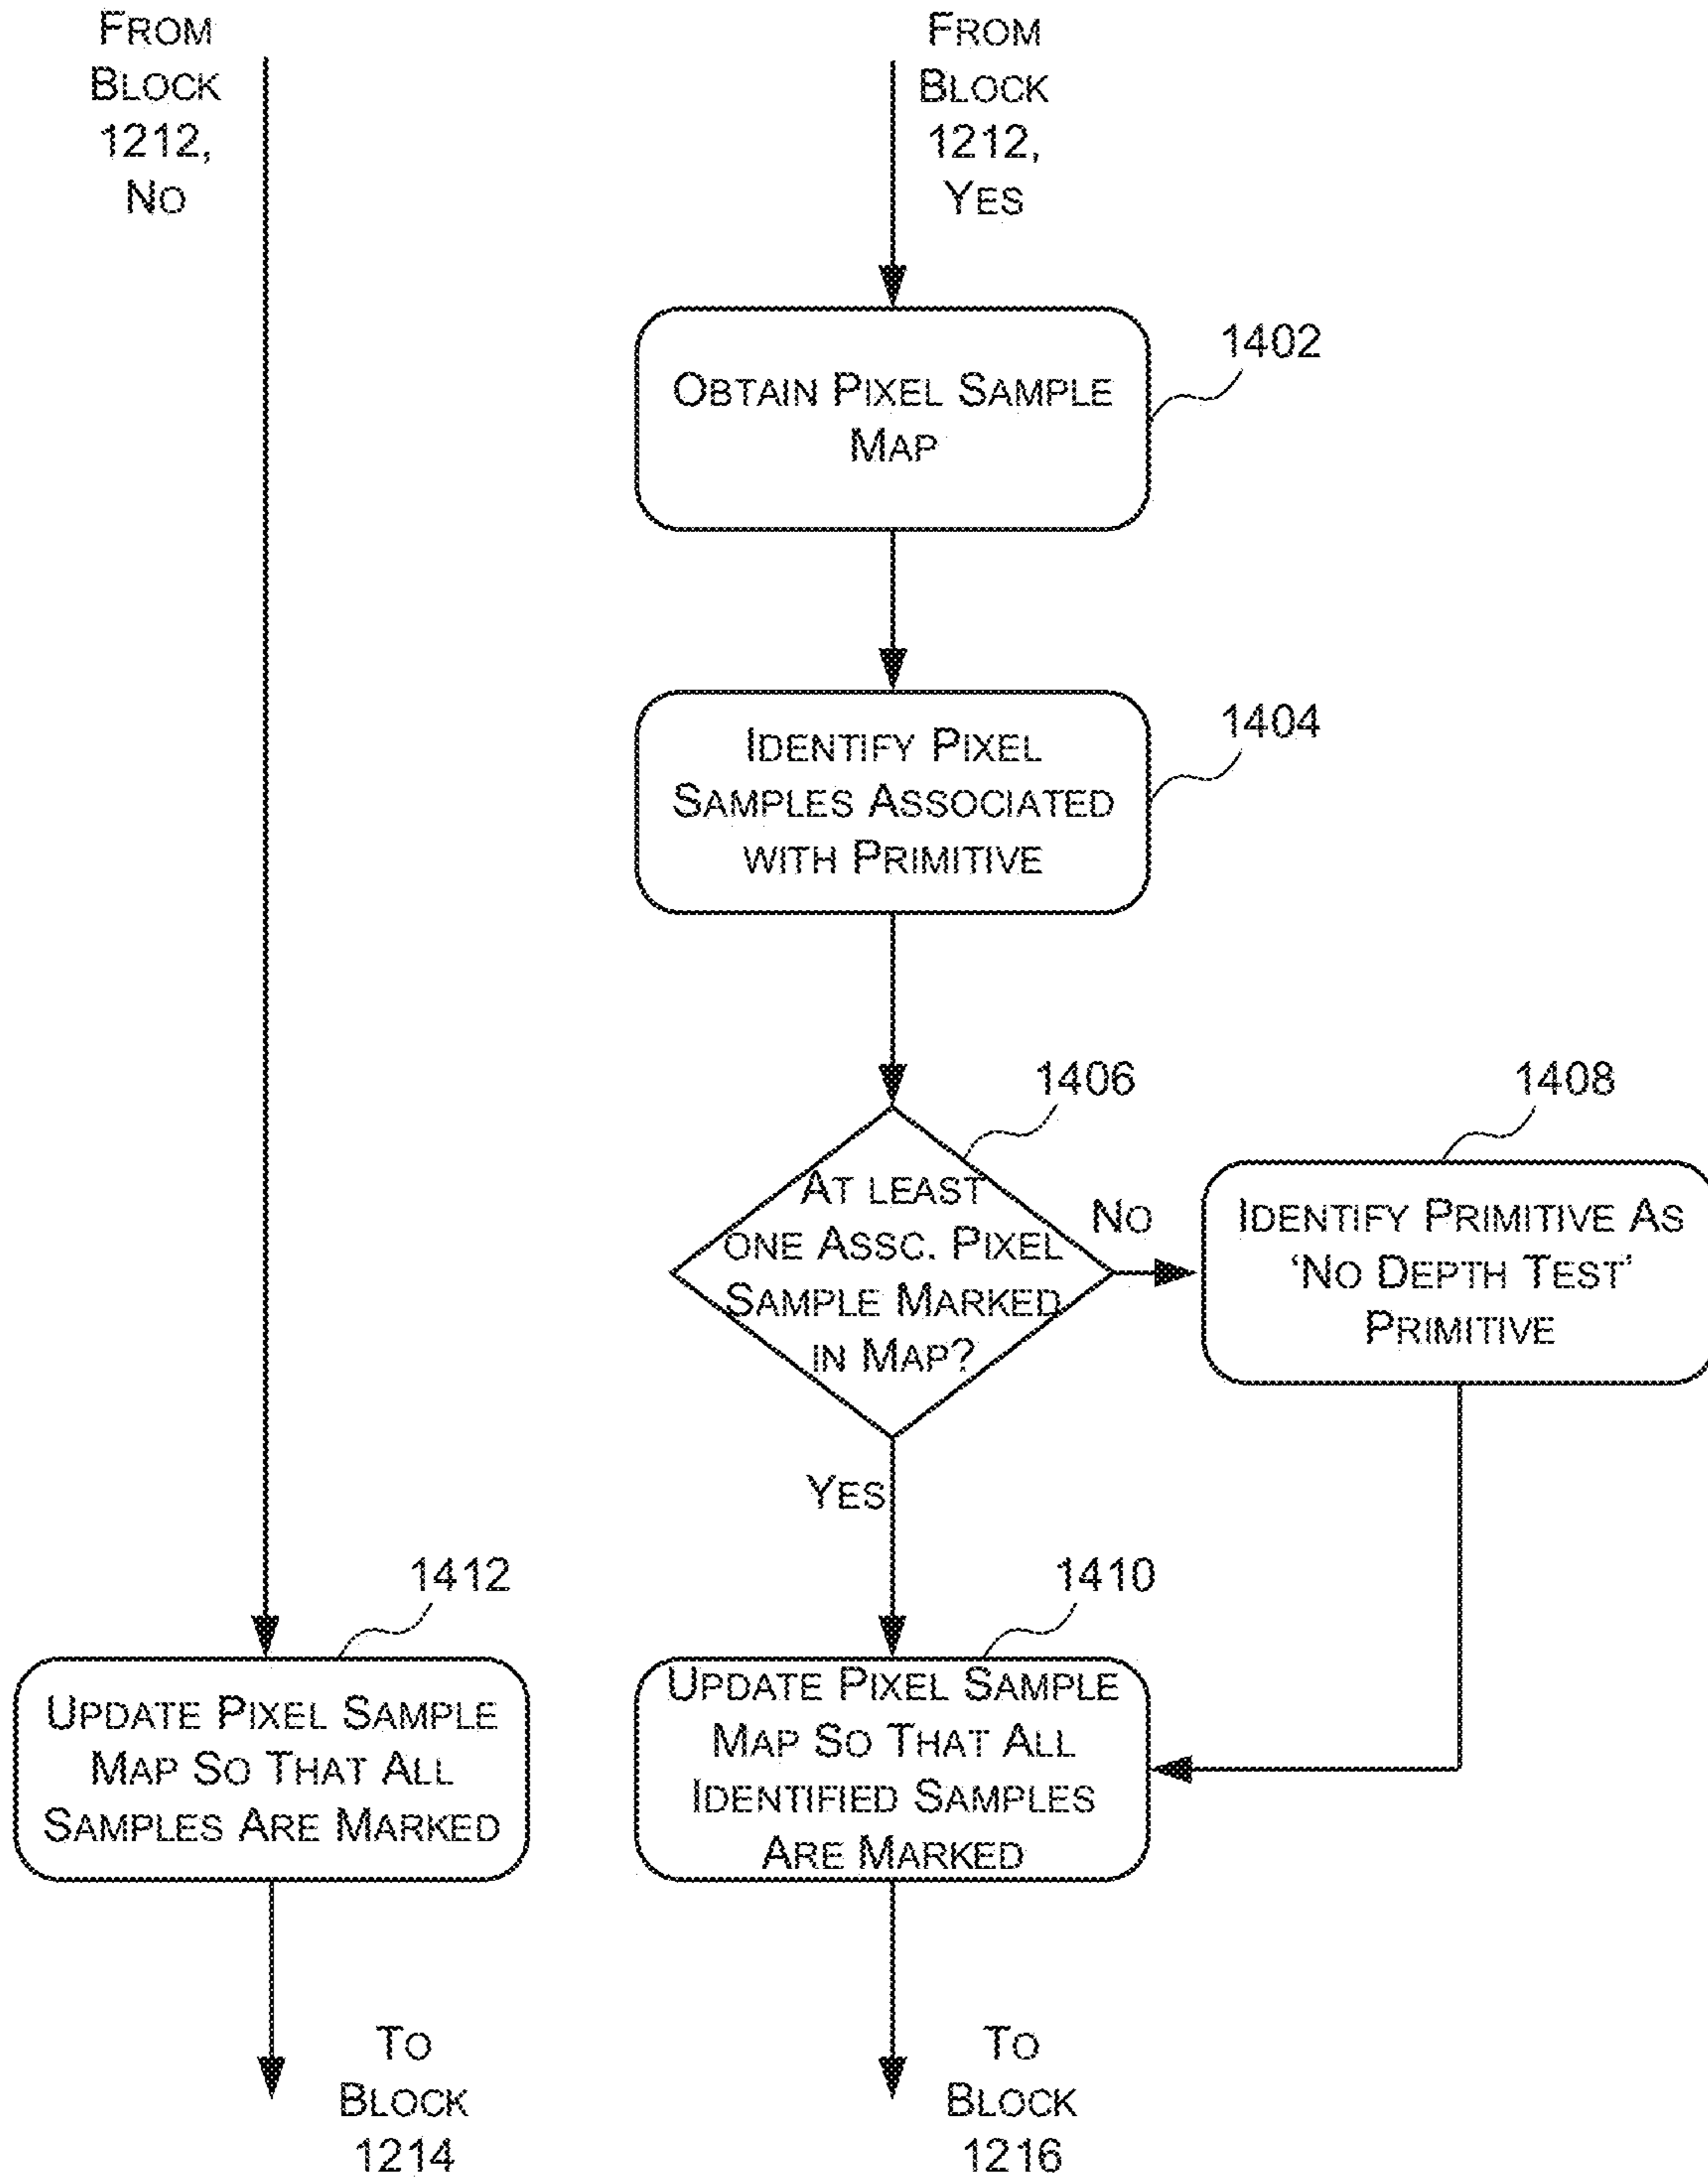 FROM
BLOCK
1212,
NO
FROM
BLOCK
1212,
YES
1402
OBTAIN PIXEL SAMPLE
MAP
1404
IDENTIFY PIXEL
SAMPLES ASSOCIATED
WITH PRIMITIVE
1406
AT LEAST
ONE ASSC. PIXEL
SAMPLE MARKED
IN MAP?
NO
1408
IDENTIFY PRIMITIVE AS
‘NO DEPTH TEST’
PRIMITIVE
YES
1412
UPDATE PIXEL SAMPLE
MAP SO THAT ALL
SAMPLES ARE MARKED
1410
UPDATE PIXEL SAMPLE
MAP SO THAT ALL
IDENTIFIED SAMPLES
ARE MARKED
TO
BLOCK
1214
TO
BLOCK
1216